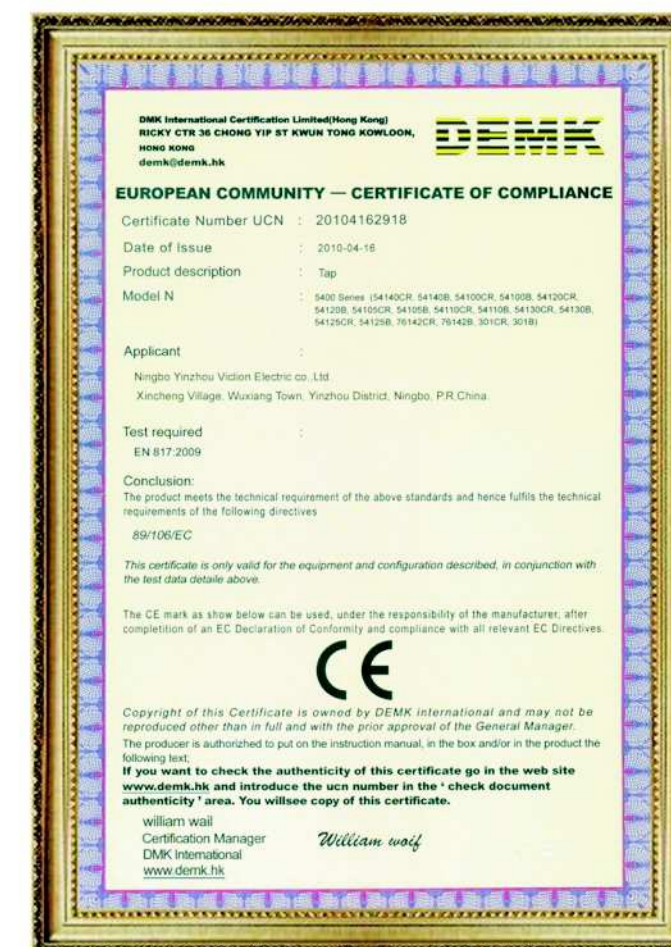 DMK International Certification Limited(Hong Kong)
RICKY CTR 36 CHONG YIP ST KWUN TONG KOWLOON,
HONG KONG
demk@demk.hk
DEMK
EUROPEAN COMMUNITY — CERTIFICATE OF COMPLIANCE
Certificate Number UCN : 20104162918
Date of Issue : 2010-04-16
Product description : Tap
Model N : 5400 Series (54140CR, 54140B, 54100CR, 54100B, 54120CR,
54120B, 54105CR, 54105B, 54110CR, 54110B, 54130CR, 54130B,
54125CR, 54125B, 76142CR, 76142B, 301CR, 301B)
Applicant :
Ningbo Yinzhou Viclion Electric co.,Ltd
Xincheng Village, Wuxiang Town, Yinzhou District, Ningbo, P.R.China.
Test required :
EN 817:2009
Conclusion:
The product meets the technical requirement of the above standards and hence fulfils the technical
requirements of the following directives
89/106/EC
This certificate is only valid for the equipment and configuration described, in conjunction with
the test data detaile above.
The CE mark as show below can be used, under the responsibility of the manufacturer, after
completition of an EC Declaration of Conformity and compliance with all relevant EC Directives.
CE
Copyright of this Certificate is owned by DEMK international and may not be
reproduced other than in full and with the prior approval of the General Manager.
The producer is authorizhed to put on the instruction manual, in the box and/or in the product the
following text;
If you want to check the authenticity of this certificate go in the web site
www.demk.hk and introduce the ucn number in the ‘ check document
authenticity ’ area. You willsee copy of this certificate.
william wail
Certification Manager
William woif
DMK International
www.demk.hk